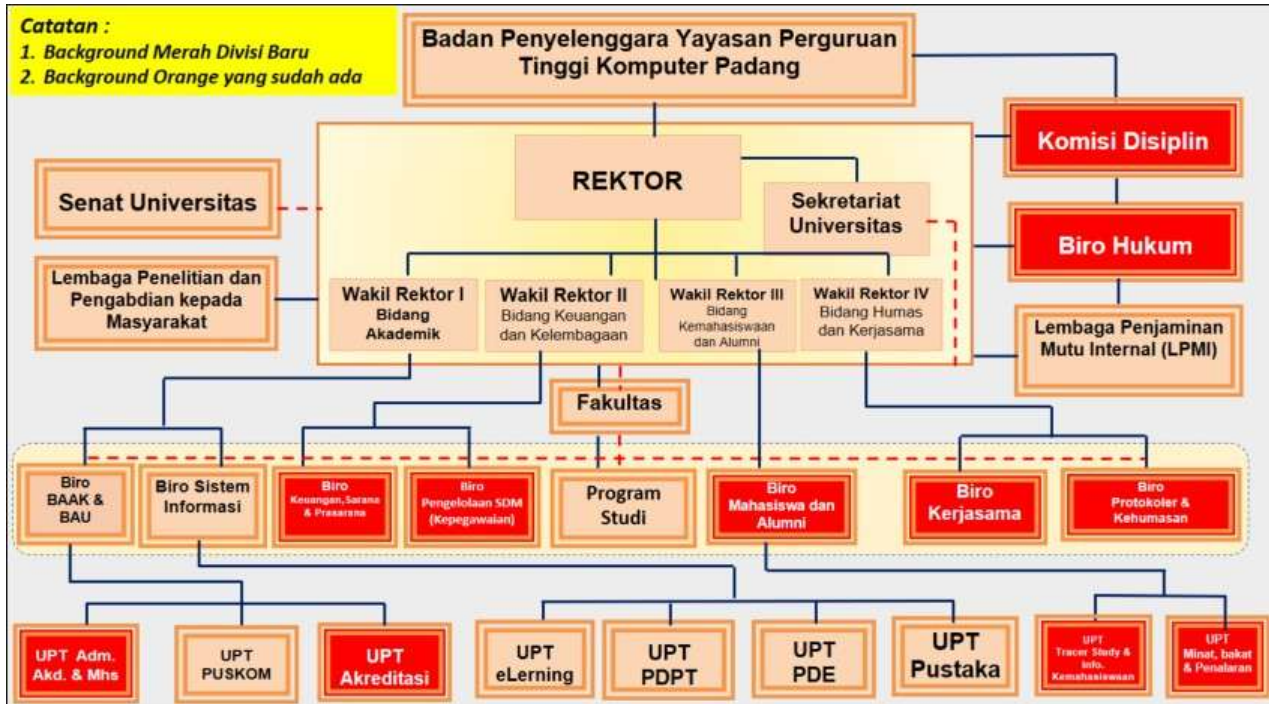 Catatan :
1. Background Merah Divisi Baru
2. Background Orange yang sudah ada
Badan Penyelenggara Yayasan Perguruan
Tinggi Komputer Padang
Komisi Disiplin
REKTOR
Senat Universitas
Sekretariat
Universitas
Biro Hukum
Lembaga Penelitian dan
Pengabdian kepada
Masyarakat
Wakil Rektor I
Bidang
Akademik
Wakil Rektor II
Bidang Keuangan
dan Kelembagaan
Wakil Rektor III
Bidang
Kemahasiswaan
dan Alumni
Wakil Rektor IV
Bidang Humas
dan Kerjasama
Lembaga Penjaminan
Mutu Internal (LPMI)
Fakultas
Biro
BAAK &
BAU
Biro Sistem
Informasi
Biro
Keuangan,Sarana
& Prasarana
Biro
Pengelolaan SDM
(Kepegawaian)
Program
Studi
Biro
Mahasiswa dan
Alumni
Biro
Kerjasama
Biro
Protokoler &
Kehumasan
UPT Adm.
Akd. & Mhs
UPT
PUSKOM
UPT
Akreditasi
UPT
eLerning
UPT
PDPT
UPT
PDE
UPT
Pustaka
UPT
Tracer Study &
Info.
Kemahasiswaan
UPT
Minat, bakat
& Penalaran